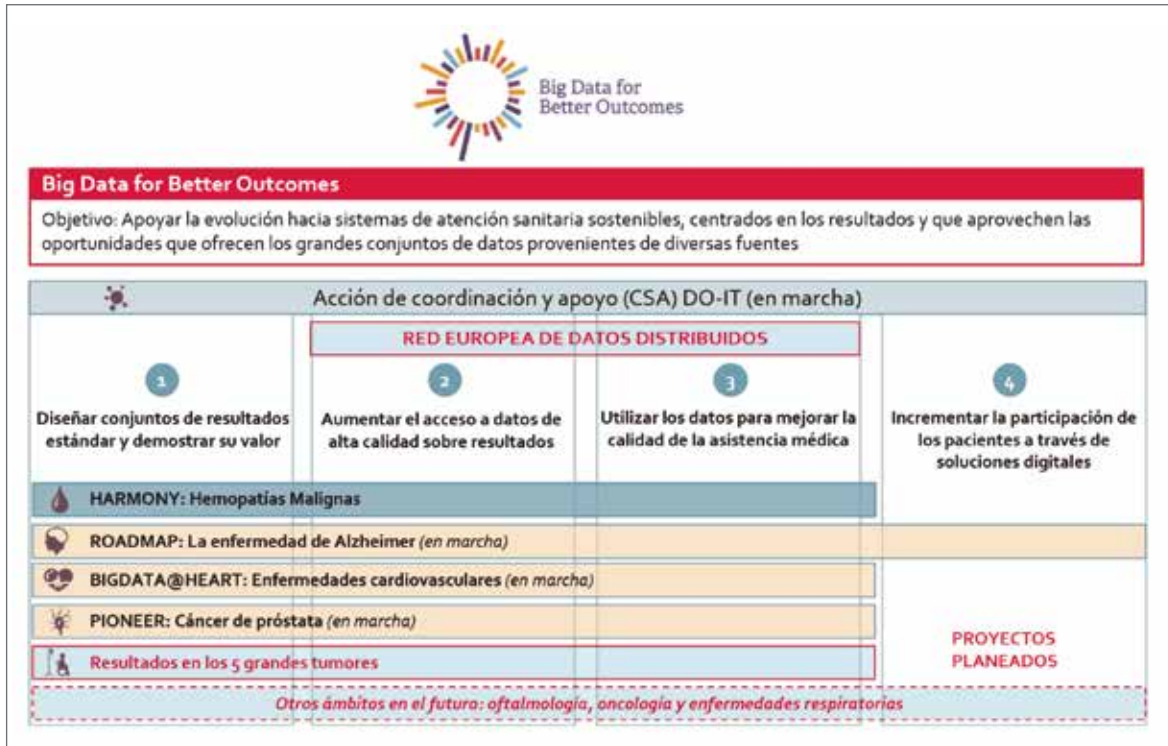 Big Data for
Better Outcomes
Big Data for Better Outcomes
Objetivo: Apoyar la evolución hacia sistemas de atención sanitaria sostenibles, centrados en los resultados y que aprovechen las
oportunidades que ofrecen los grandes conjuntos de datos provenientes de diversas fuentes
Acción de coordinación y apoyo (CSA) DO-IT (en marcha)
RED EUROPEA DE DATOS DISTRIBUIDOS
1
Diseñar conjuntos de resultados
estándar y demostrar su valor
2
Aumentar el acceso a datos de
alta calidad sobre resultados
3
Utilizar los datos para mejorar la
calidad de la asistencia médica
4
Incrementar la participación de
los pacientes a través de
soluciones digitales
HARMONY: Hemopatías Malignas
ROADMAP: La enfermedad de Alzheimer (en marcha)
BIGDATA@HEART: Enfermedades cardiovasculares (en marcha)
PIONEER: Cáncer de próstata (en marcha)
Resultados en los 5 grandes tumores
PROYECTOS
PLANEADOS
Otros ámbitos en el futuro: oftalmología, oncología y enfermedades respiratorias